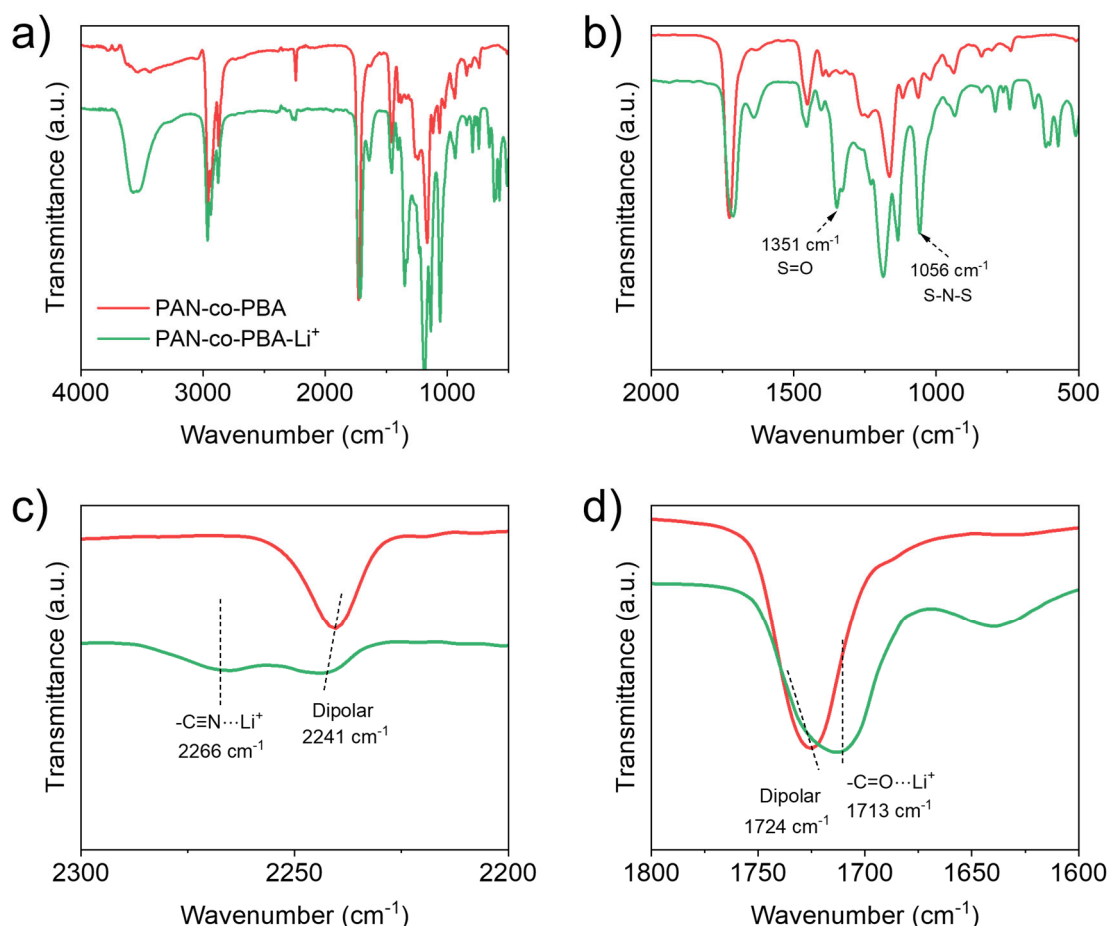 a)
Transmittance (a.u.)
PAN-co-PBA
PAN-co-PBA-Li⁺
4000 3000 2000 1000
Wavenumber (cm⁻¹)
b)
Transmittance (a.u.)
1351 cm⁻¹
S=O
1056 cm⁻¹
S-N-S
2000 1500 1000 500
Wavenumber (cm⁻¹)
c)
Transmittance (a.u.)
-C≡N···Li⁺
2266 cm⁻¹
Dipolar
2241 cm⁻¹
2300 2250 2200
Wavenumber (cm⁻¹)
d)
Transmittance (a.u.)
Dipolar
1724 cm⁻¹
-C=O···Li⁺
1713 cm⁻¹
1800 1750 1700 1650 1600
Wavenumber (cm⁻¹)